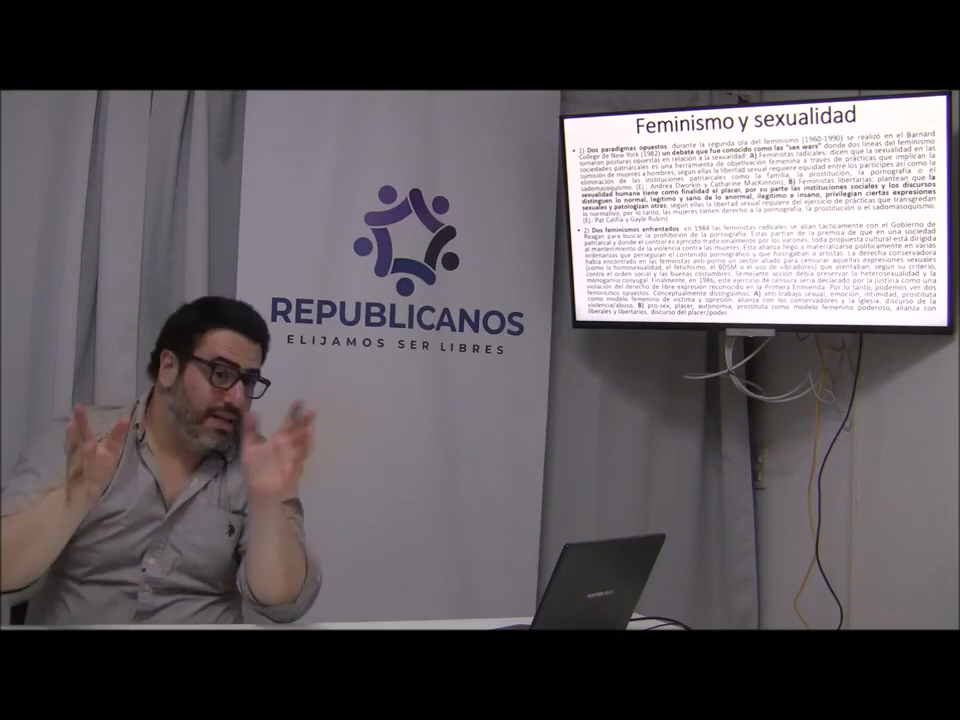 REPUBLICANOS
ELIJAMOS SER LIBRES
Feminismo y sexualidad
• 1) Dos paradigmas opuestos: durante la segunda ola del feminismo (1960-1990) se realizó en el Barnard
College de New York (1982) un debate que fue conocido como las "sex wars" donde dos líneas del feminismo
tomaron posturas opuestas en relación a la sexualidad: A) Feministas radicales: dicen que la sexualidad en las
sociedades patriarcales es una herramienta de objetivación femenina a través de prácticas que implican la
sumisión de mujeres a hombres; según ellas la libertad sexual requiere equidad entre los partícipes así como la
eliminación de las instituciones patriarcales como la familia, la prostitución, la pornografía o el
sadomasoquismo. (Ej.: Andrea Dworkin y Catharine MacKinnon). B) Feministas libertarias: plantean que la
sexualidad humana tiene como finalidad el placer, por su parte las instituciones sociales y los discursos
distinguen lo normal, legítimo y sano de lo anormal, ilegítimo e insano, privilegian ciertas expresiones
sexuales y patologizan otras, según ellas la libertad sexual requiere del ejercicio de prácticas que transgredan
lo normativo, por lo tanto, las mujeres tienen derecho a la pornografía, la prostitución o el sadomasoquismo.
(Ej.: Pat Califia y Gayle Rubin)
• 2) Dos feminismos enfrentados: en 1984 las feministas radicales se alían tácticamente con el Gobierno de
Reagan para buscar la prohibición de la pornografía. Estas partían de la premisa de que en una sociedad
patriarcal y donde el control es ejercido tradicionalmente por los varones, toda propuesta cultural está dirigida
al mantenimiento de la violencia contra las mujeres. Esta alianza llegó a materializarse políticamente en varias
ordenanzas que perseguían el contenido pornográfico y que hostigaban a artistas. La derecha conservadora
había encontrado en las feministas anti-porno un sector aliado para censurar aquellas expresiones sexuales
(como la homosexualidad, el fetichismo, el BDSM o el uso de vibradores) que atentaban, según su criterio,
contra el orden social y las buenas costumbres. Semejante acción debía preservar la heterosexualidad y la
monogamia conyugal. Finalmente, en 1986, este ejercicio de censura sería declarado por la justicia como una
violación del derecho de libre expresión reconocido en la Primera Enmienda. Por lo tanto, podemos ver dos
feminismos opuestos. Conceptualmente distinguimos: A) anti-trabajo sexual, emoción, intimidad, prostituta
como modelo femenino de víctima y opresión, alianza con los conservadores y la Iglesia, discurso de la
violencia/abuso, B) pro-sex, placer, autonomía, prostituta como modelo femenino poderoso, alianza con
liberales y libertarios, discurso del placer/poder.